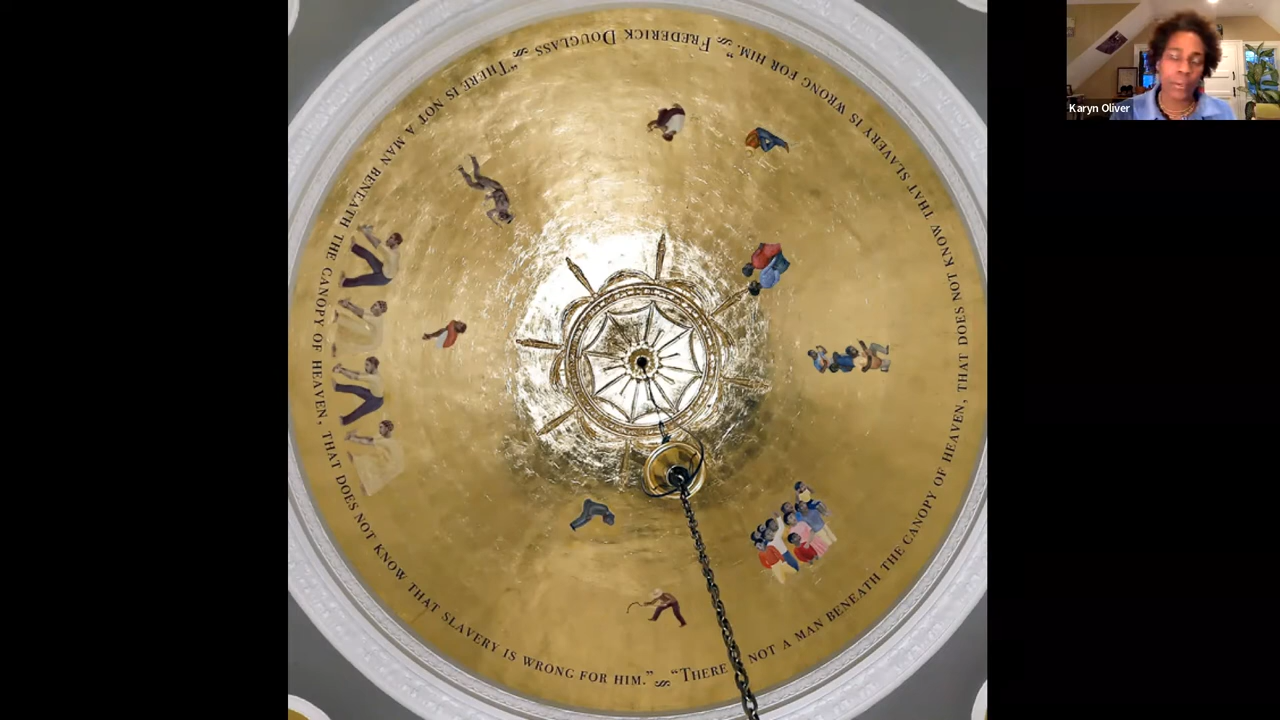 “THERE IS NOT A MAN BENEATH THE CANOPY OF HEAVEN, THAT DOES NOT KNOW THAT SLAVERY IS WRONG FOR HIM.”
“THERE NOT A MAN BENEATH THE CANOPY OF HEAVEN, THAT DOES NOT KNOW THAT SLAVERY IS WRONG FOR HIM.”
FREDERICK DOUGLASS
Karyn Oliver